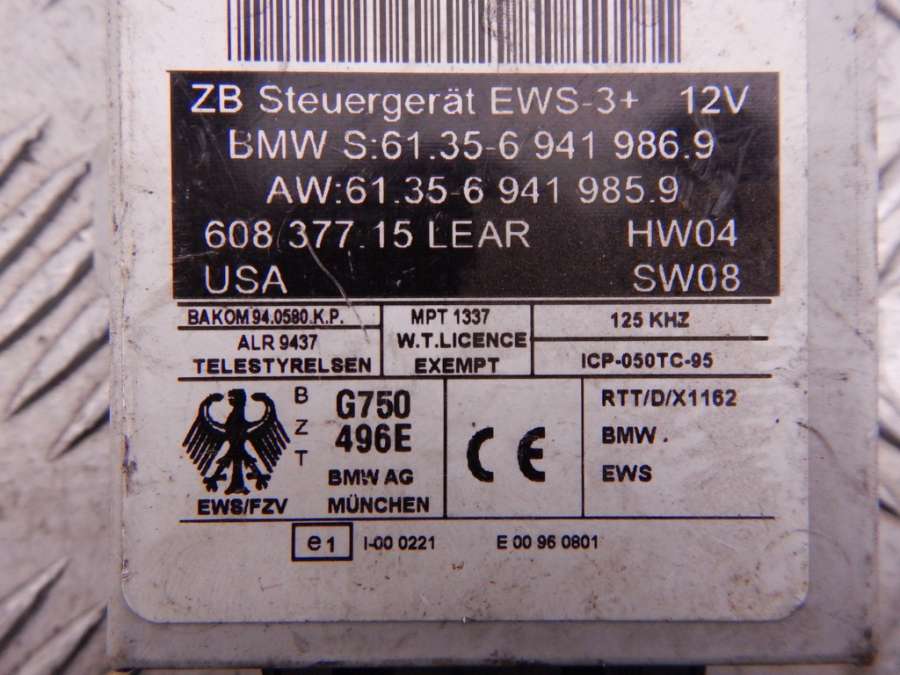 ZB Steuergerät EWS-3+ 12V
BMW S:61.35-6 941 986.9
AW:61.35-6 941 985.9
608 377.15 LEAR HW04
USA SW08
BAKOM 94.0580.K.P. MPT 1337 125 KHZ
ALR 9437 W.T.LICENCE
TELESTYRELSEN EXEMPT ICP-050TC-95
B Z T
G750
496E
BMW AG
EWS/FZV MÜNCHEN
CE
RTT/D/X1162
BMW.
EWS
e1 I-00 0221 E 00 96 0801